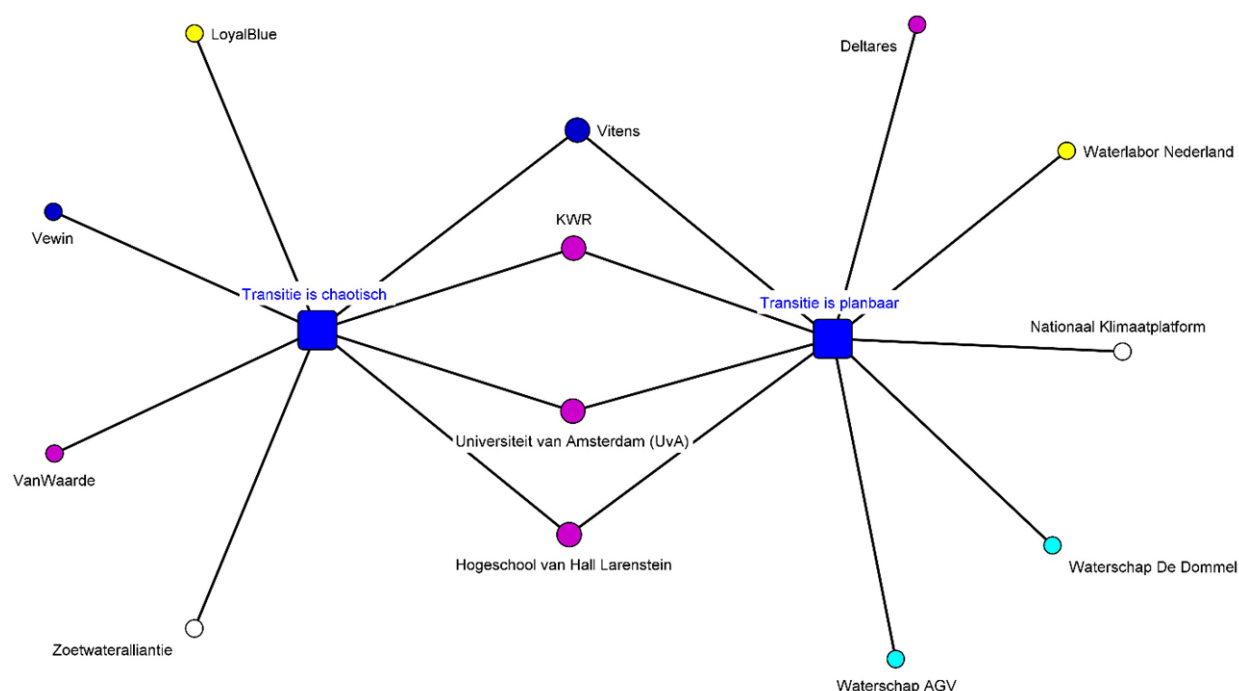 LoyalBlue
Deltares
Vitens
Waterlabor Nederland
KWR
Vewin
Transitie is chaotisch
Transitie is planbaar
Nationaal Klimaatplatform
Universiteit van Amsterdam (UvA)
VanWaarde
Hogeschool van Hall Larenstein
Waterschap De Dommel
Zoetwateralliantie
Waterschap AGV